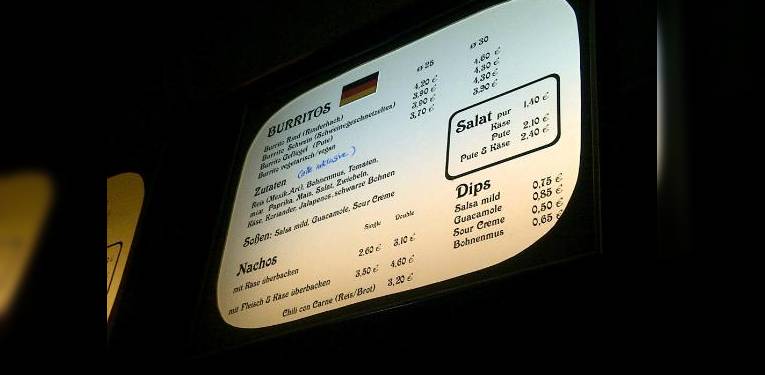 BURRITOS ø 25 ø 30
Burrito Rind (Rinderhack) 4,20 € 4,60 €
Burrito Schwein (Schweinegeschnetzeltes) 3,90 € 4,30 €
Burrito Geflügel (Pute) 3,90 € 4,30 €
Burrito vegetarisch/vegan 3,70 € 3,90 €
Zutaten (alle inklusive)
Reis (Mexik.Art), Bohnenmus, Tomaten,
Paprika, Mais, Salat, Zwiebeln,
Käse, Koriander, Jalapenos, schwarze Bohnen
Soßen: Salsa mild, Guacamole, Sour Creme
Single Double
Nachos
mit Käse überbacken 2,60 € 3,10 €
mit Fleisch & Käse überbacken 3,50 € 4,60 €
Chili con Carne (Reis/Brot) 3,20 €
Salat pur 1,40 €
Käse 2,10 €
Pute 2,40 €
Pute & Käse
Dips
Salsa mild 0,75 €
Guacamole 0,85 €
Sour Creme 0,50 €
Bohnenmus 0,65 €